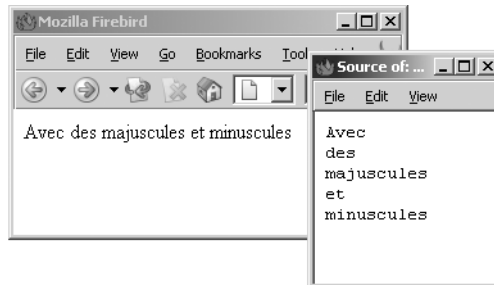 Mozilla Firebird
File Edit View Go Bookmarks
Avec des majuscules et minuscules
Source of: ...
File Edit View
Avec
des
majuscules
et
minuscules